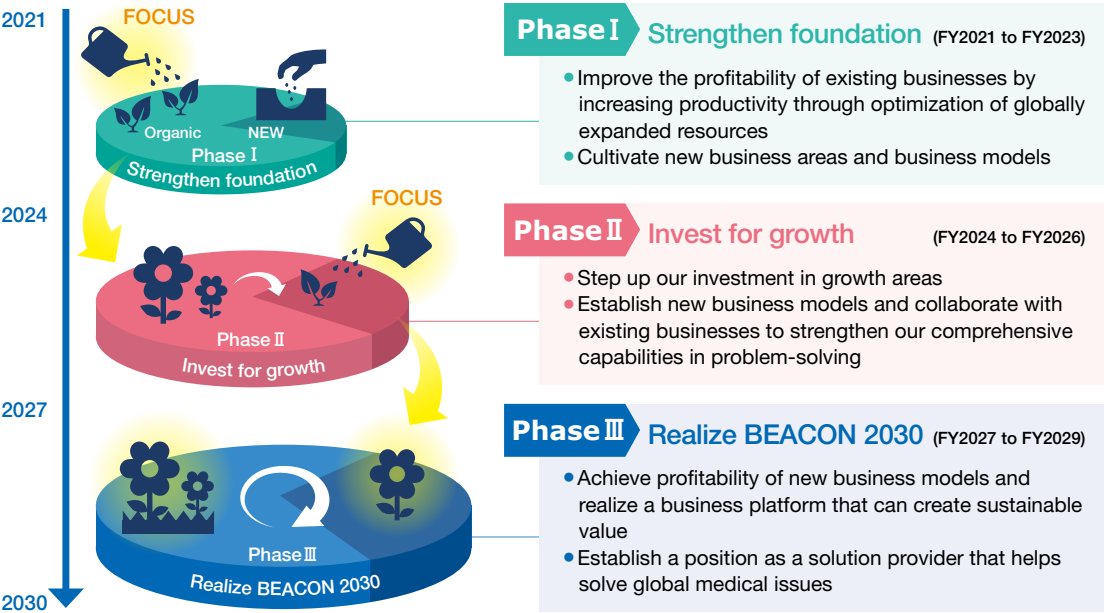 2021
FOCUS
Organic
NEW
Phase Ⅰ
Strengthen foundation
2024
FOCUS
Phase Ⅱ
Invest for growth
2027
Phase Ⅲ
Realize BEACON 2030
2030
Phase Ⅰ Strengthen foundation (FY2021 to FY2023)
• Improve the profitability of existing businesses by
increasing productivity through optimization of globally
expanded resources
• Cultivate new business areas and business models
Phase Ⅱ Invest for growth (FY2024 to FY2026)
• Step up our investment in growth areas
• Establish new business models and collaborate with
existing businesses to strengthen our comprehensive
capabilities in problem-solving
Phase Ⅲ Realize BEACON 2030 (FY2027 to FY2029)
• Achieve profitability of new business models and
realize a business platform that can create sustainable
value
• Establish a position as a solution provider that helps
solve global medical issues